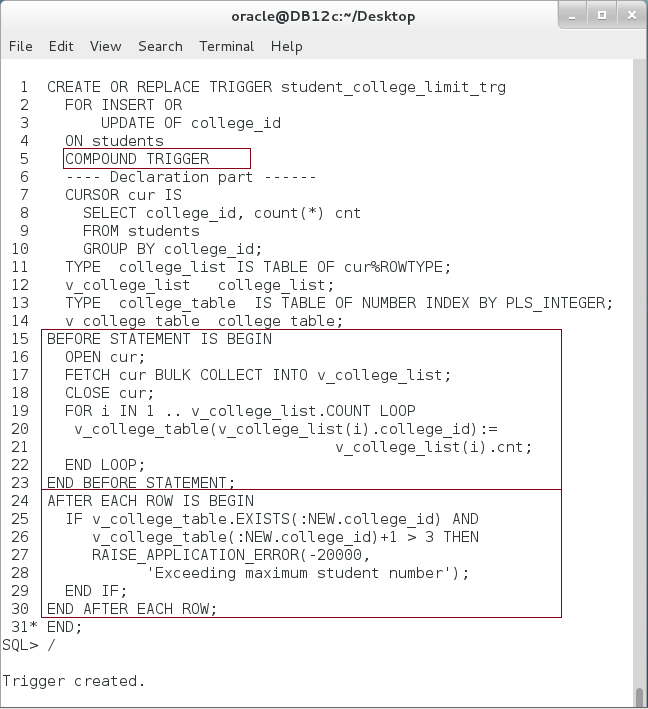 oracle@DB12c:~/Desktop
File Edit View Search Terminal Help
1 CREATE OR REPLACE TRIGGER student_college_limit_trg
2 FOR INSERT OR
3 UPDATE OF college_id
4 ON students
5 COMPOUND TRIGGER
6 ---- Declaration part ------
7 CURSOR cur IS
8 SELECT college_id, count(*) cnt
9 FROM students
10 GROUP BY college_id;
11 TYPE college_list IS TABLE OF cur%ROWTYPE;
12 v_college_list college_list;
13 TYPE college_table IS TABLE OF NUMBER INDEX BY PLS_INTEGER;
14 v_college_table college_table;
15 BEFORE STATEMENT IS BEGIN
16 OPEN cur;
17 FETCH cur BULK COLLECT INTO v_college_list;
18 CLOSE cur;
19 FOR i IN 1 .. v_college_list.COUNT LOOP
20 v_college_table(v_college_list(i).college_id):=
21 v_college_list(i).cnt;
22 END LOOP;
23 END BEFORE STATEMENT;
24 AFTER EACH ROW IS BEGIN
25 IF v_college_table.EXISTS(:NEW.college_id) AND
26 v_college_table(:NEW.college_id)+1 > 3 THEN
27 RAISE_APPLICATION_ERROR(-20000,
28 'Exceeding maximum student number');
29 END IF;
30 END AFTER EACH ROW;
31* END;
SQL> /
Trigger created.